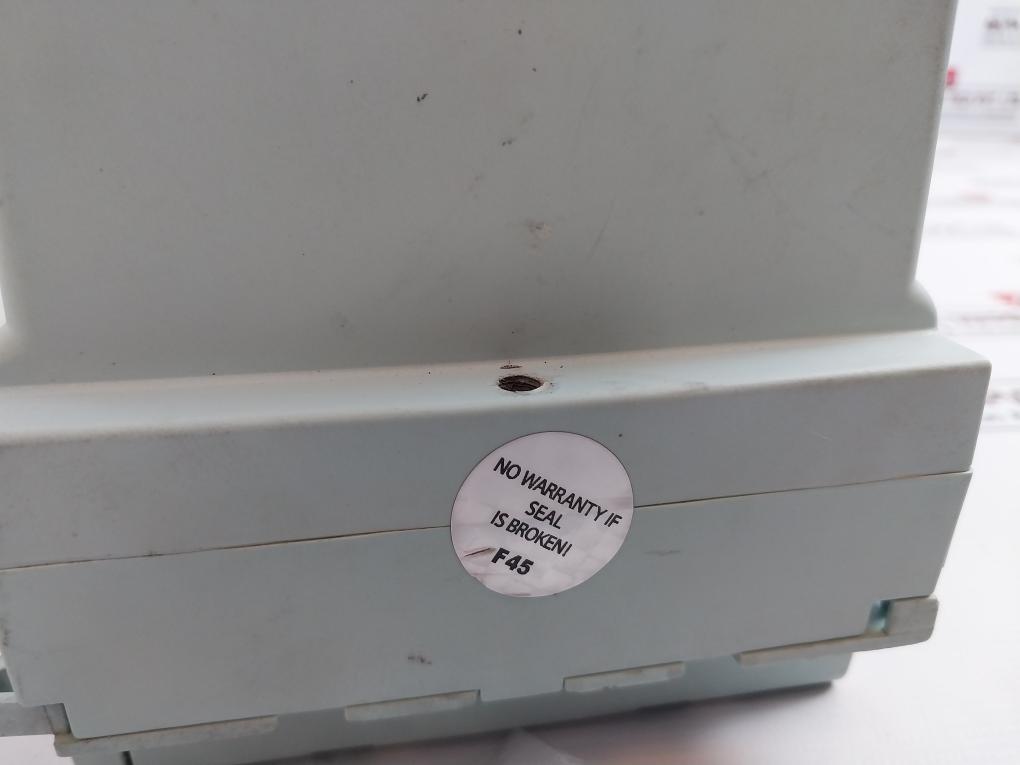 NO WARRANTY IF
SEAL
IS BROKEN!
F45